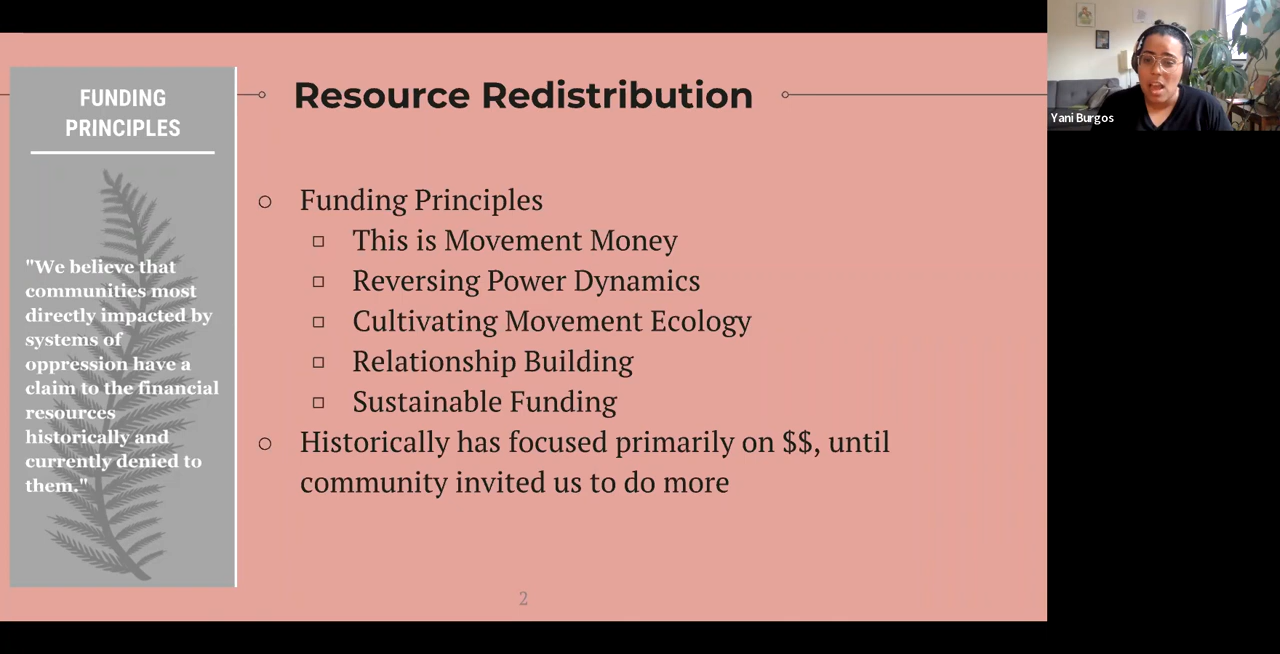 FUNDING
PRINCIPLES
"We believe that
communities most
directly impacted by
systems of
oppression have a
claim to the financial
resources
historically and
currently denied to
them."
Resource Redistribution
○ Funding Principles
□ This is Movement Money
□ Reversing Power Dynamics
□ Cultivating Movement Ecology
□ Relationship Building
□ Sustainable Funding
○ Historically has focused primarily on $$, until
community invited us to do more
2
Yani Burgos